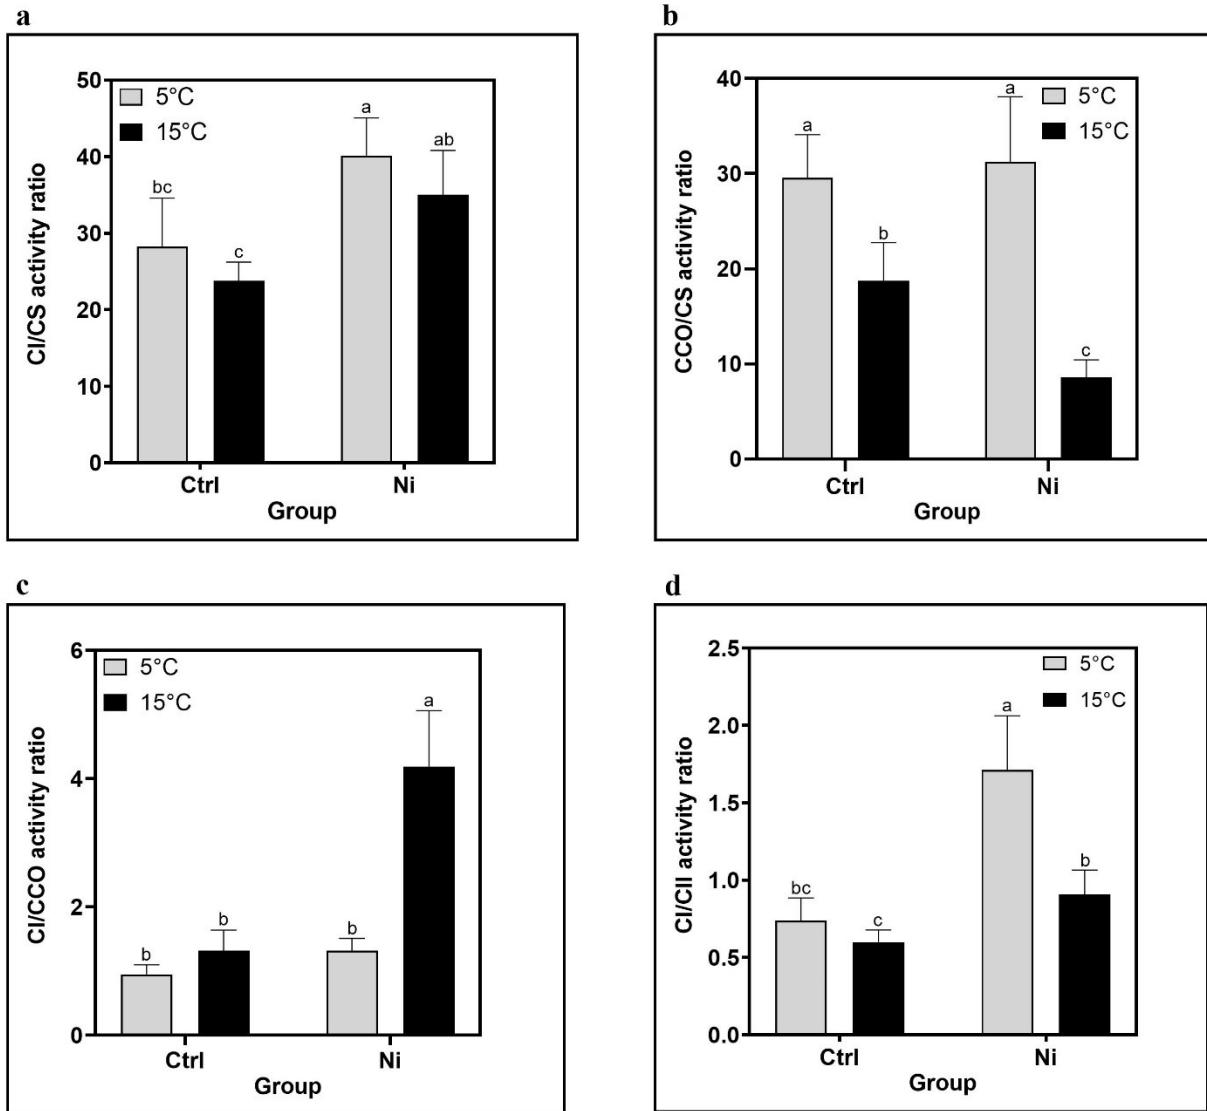 a
50
40
30
20
10
0
CI/CS activity ratio
5°C
15°C
bc
c
a
ab
Ctrl
Ni
Group
b
40
30
20
10
0
CCO/CS activity ratio
5°C
15°C
a
b
a
c
Ctrl
Ni
Group
c
6
4
2
0
CI/CCO activity ratio
5°C
15°C
b
b
b
a
Ctrl
Ni
Group
d
2.5
2.0
1.5
1.0
0.5
0.0
CI/CII activity ratio
5°C
15°C
bc
c
a
b
Ctrl
Ni
Group